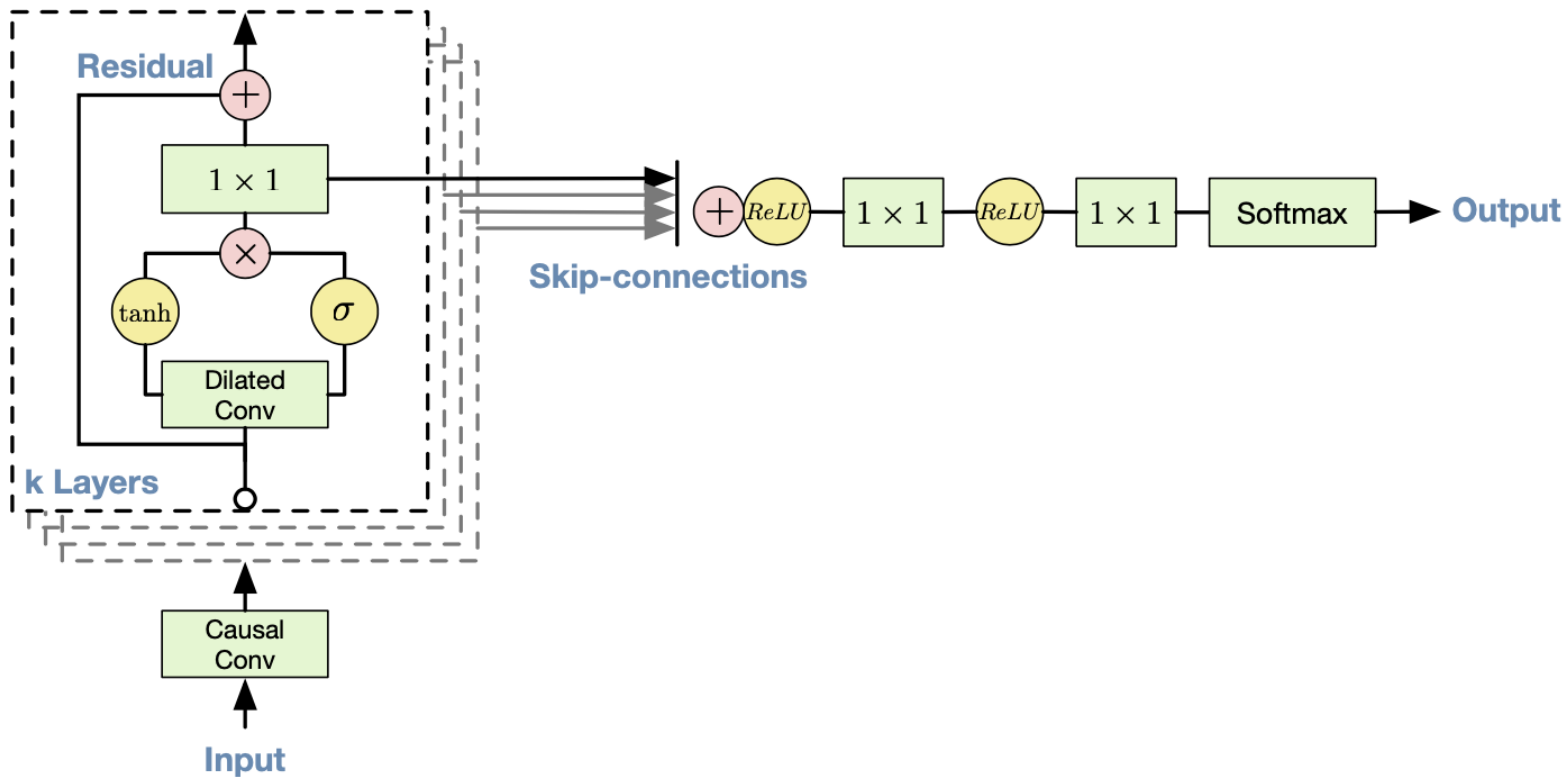 Residual
+
1 × 1
×
tanh
σ
Dilated
Conv
k Layers
Causal
Conv
Input
+
ReLU
1 × 1
ReLU
1 × 1
Softmax
Output
Skip-connections